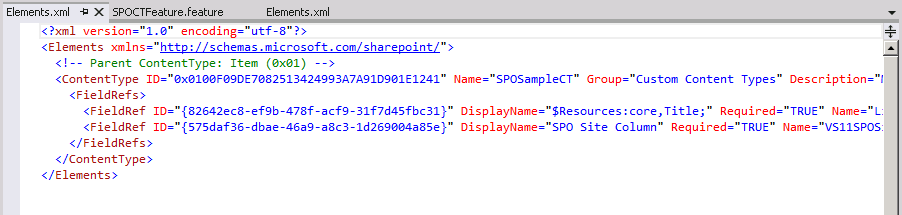 Elements.xml SPOCTFeature.feature Elements.xml
<?xml version="1.0" encoding="utf-8"?>
<Elements xmlns="http://schemas.microsoft.com/sharepoint/">
<!-- Parent ContentType: Item (0x01) -->
<ContentType ID="0x0100F09DE7082513424993A7A91D901E1241" Name="SPOSampleCT" Group="Custom Content Types" Description="M
<FieldRefs>
<FieldRef ID="{82642ec8-ef9b-478f-acf9-31f7d45fbc31}" DisplayName="$Resources:core,Title;" Required="TRUE" Name="Li
<FieldRef ID="{575daf36-dbae-46a9-a8c3-1d269004a85e}" DisplayName="SPO Site Column" Required="TRUE" Name="VS11SPOS
</FieldRefs>
</ContentType>
</Elements>